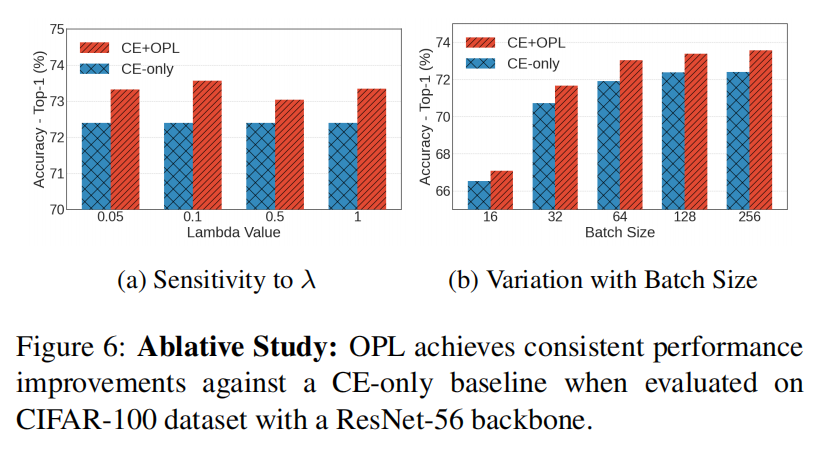 75
74
73
72
71
70
Accuracy - Top-1 (%)
CE+OPL
CE-only
0.05 0.1 0.5 1
Lambda Value
(a) Sensitivity to λ
74
72
70
68
66
Accuracy - Top-1 (%)
CE+OPL
CE-only
16 32 64 128 256
Batch Size
(b) Variation with Batch Size
Figure 6: Ablative Study: OPL achieves consistent performance
improvements against a CE-only baseline when evaluated on
CIFAR-100 dataset with a ResNet-56 backbone.